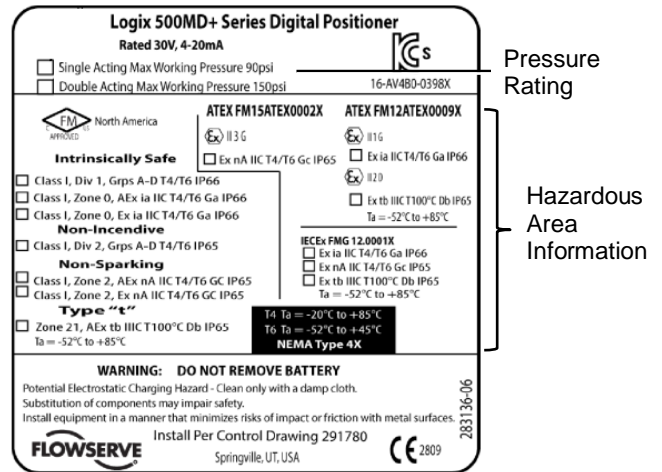 Logix 500MD+ Series Digital Positioner
Rated 30V, 4-20mA
Single Acting Max Working Pressure 90psi
Double Acting Max Working Pressure 150psi
KCs
16-AV4B0-0398X
Pressure
Rating
FM
C US
APPROVED
North America
Intrinsically Safe
Class I, Div 1, Grps A-D T4/T6 IP66
Class I, Zone 0, AEx ia IIC T4/T6 Ga IP66
Class I, Zone 0, Ex ia IIC T4/T6 Ga IP66
Non-Incendive
Class I, Div 2, Grps A-D T4/T6 IP65
Non-Sparking
Class I, Zone 2, AEx nA IIC T4/T6 GC IP65
Class I, Zone 2, Ex nA IIC T4/T6 GC IP65
Type "t"
Zone 21, AEx tb IIIC T100°C Db IP65
Ta = -52°C to +85°C
ATEX FM15ATEX0002X
Ex II 3 G
Ex nA IIC T4/T6 Gc IP65
ATEX FM12ATEX0009X
Ex II 1 G
Ex ia IIC T4/T6 Ga IP66
Ex II 2 D
Ex tb IIIC T100°C Db IP65
Ta = -52°C to +85°C
IECEx FMG 12.0001X
Ex ia IIC T4/T6 Ga IP66
Ex nA IIC T4/T6 Gc IP65
Ex tb IIIC T100°C Db IP65
Ta = -52°C to +85°C
T4 Ta = -20°C to +85°C
T6 Ta = -52°C to +45°C
NEMA Type 4X
Hazardous
Area
Information
WARNING: DO NOT REMOVE BATTERY
Potential Electrostatic Charging Hazard - Clean only with a damp cloth.
Substitution of components may impair safety.
Install equipment in a manner that minimizes risks of impact or friction with metal surfaces.
283136-06
Install Per Control Drawing 291780
FLOWSERVE
Springville, UT, USA
CE 2809